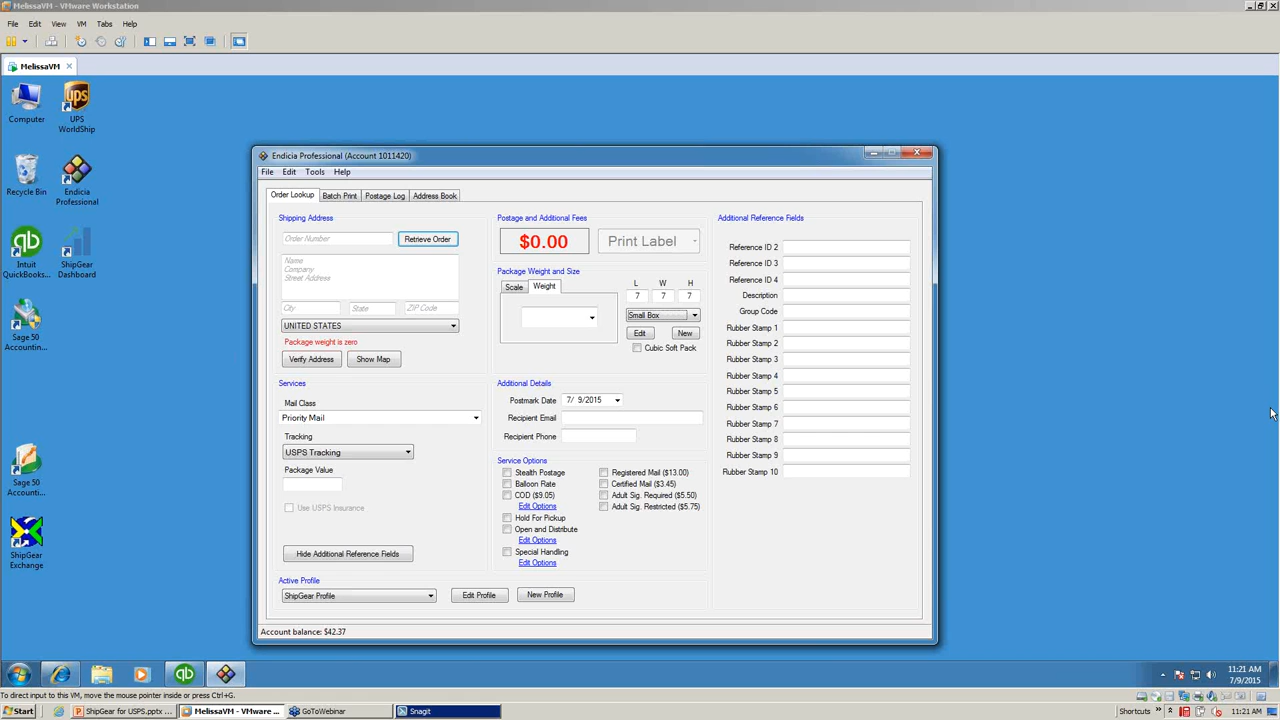 MelissaVM - VMware Workstation
File Edit View VM Tabs Help
MelissaVM
Computer
UPS WorldShip
Recycle Bin
Endicia Professional
Intuit QuickBooks...
ShipGear Dashboard
Sage 50 Accountin...
Sage 50 Accounti...
ShipGear Exchange
Endicia Professional (Account 1011420)
File Edit Tools Help
Order Lookup Batch Print Postage Log Address Book
Shipping Address
Order Number Retrieve Order
Name
Company
Street Address
City State ZIP Code
UNITED STATES
Package weight is zero
Verify Address Show Map
Services
Mail Class
Priority Mail
Tracking
USPS Tracking
Package Value
Use USPS Insurance
Hide Additional Reference Fields
Active Profile
ShipGear Profile Edit Profile New Profile
Account balance: $42.37
Postage and Additional Fees
$0.00 Print Label
Package Weight and Size
Scale Weight
L W H
7 7 7
Small Box
Edit New
Cubic Soft Pack
Additional Details
Postmark Date 7/ 9/2015
Recipient Email
Recipient Phone
Service Options
Stealth Postage Registered Mail ($13.00)
Balloon Rate Certified Mail ($3.45)
COD ($9.05) Adult Sig. Required ($5.50)
Edit Options Adult Sig. Restricted ($5.75)
Hold For Pickup
Open and Distribute
Edit Options
Special Handling
Edit Options
Additional Reference Fields
Reference ID 2
Reference ID 3
Reference ID 4
Description
Group Code
Rubber Stamp 1
Rubber Stamp 2
Rubber Stamp 3
Rubber Stamp 4
Rubber Stamp 5
Rubber Stamp 6
Rubber Stamp 7
Rubber Stamp 8
Rubber Stamp 9
Rubber Stamp 10
11:21 AM
7/9/2015
To direct input to this VM, move the mouse pointer inside or press Ctrl+G.
Start ShipGear for USPS.pptx ... MelissaVM - VMware ... GoToWebinar Snagit Shortcuts 11:21 AM